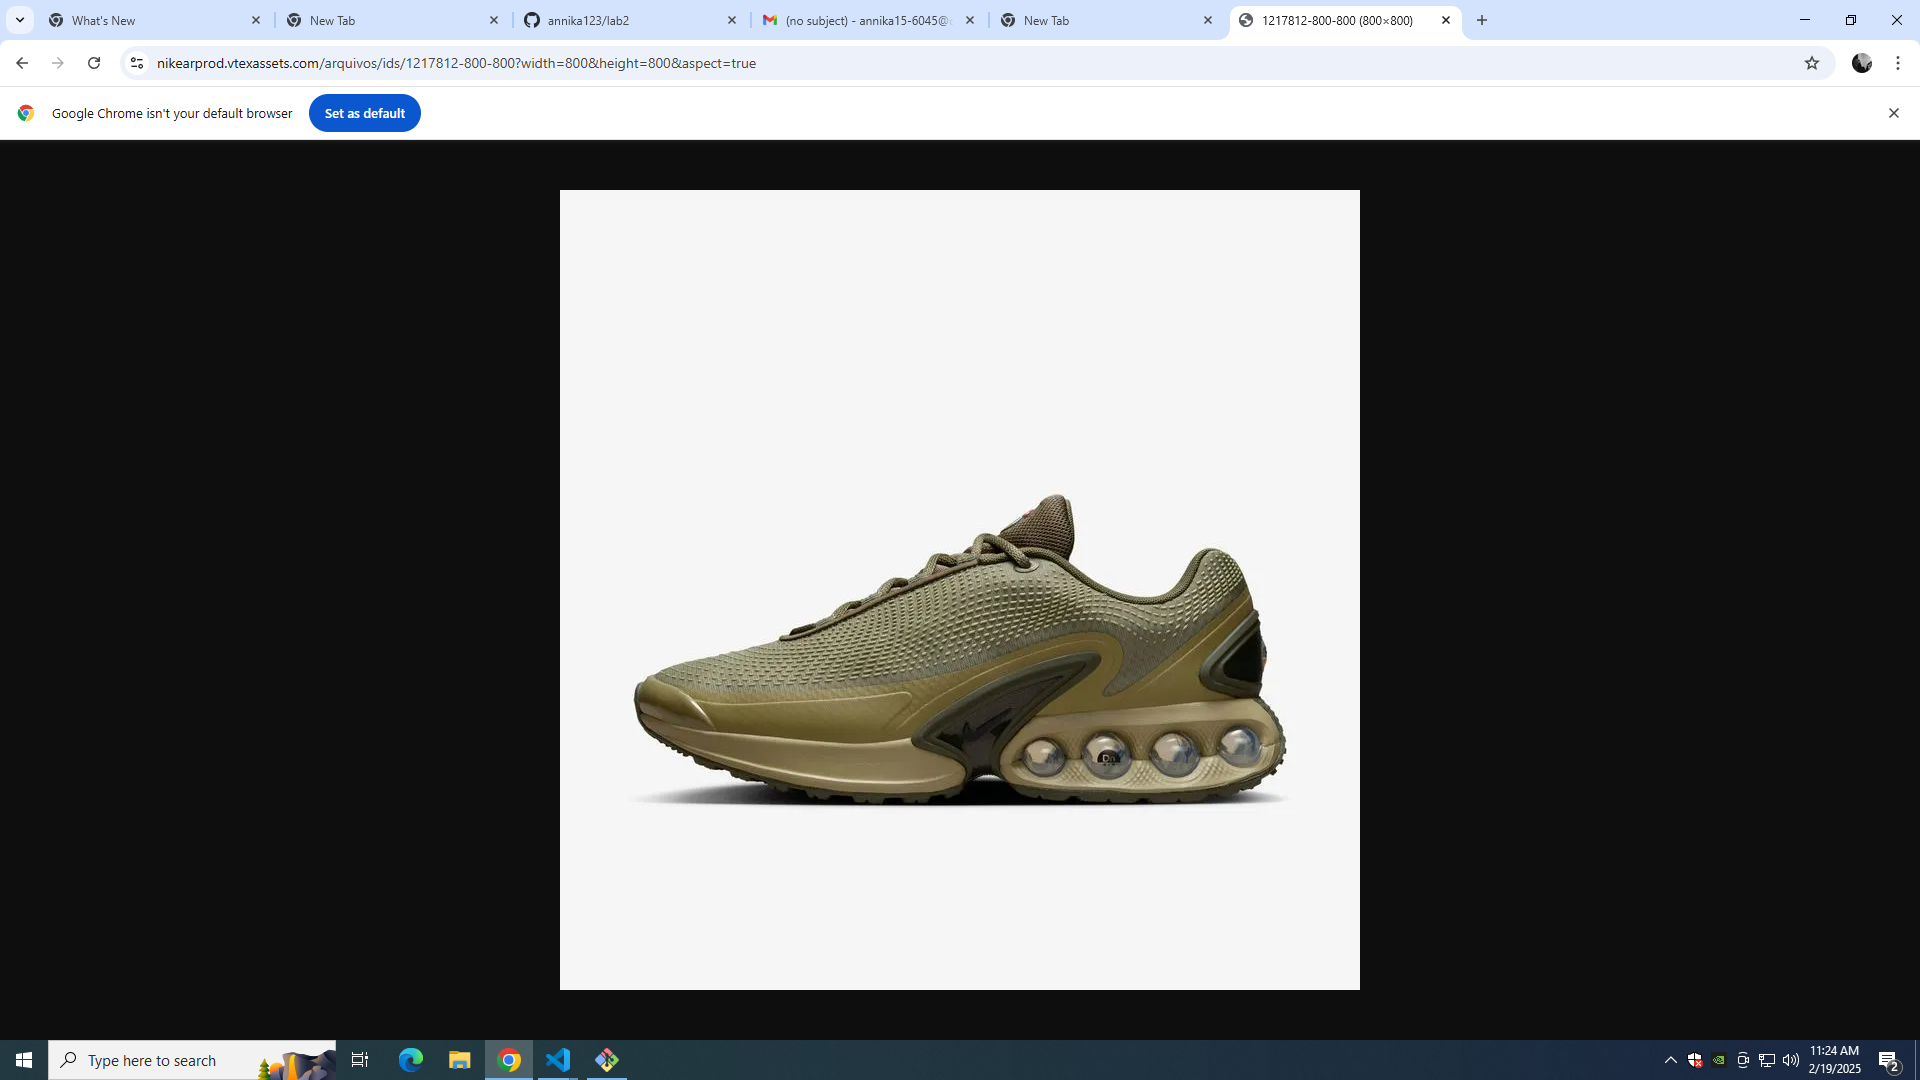 What's New
New Tab
annika123/lab2
(no subject) - annika15-6045@
New Tab
1217812-800-800 (800×800)
nikearprod.vtexassets.com/arquivos/ids/1217812-800-800?width=800&height=800&aspect=true
Google Chrome isn't your default browser
Set as default
Dn
Type here to search
11:24 AM
2/19/2025
2